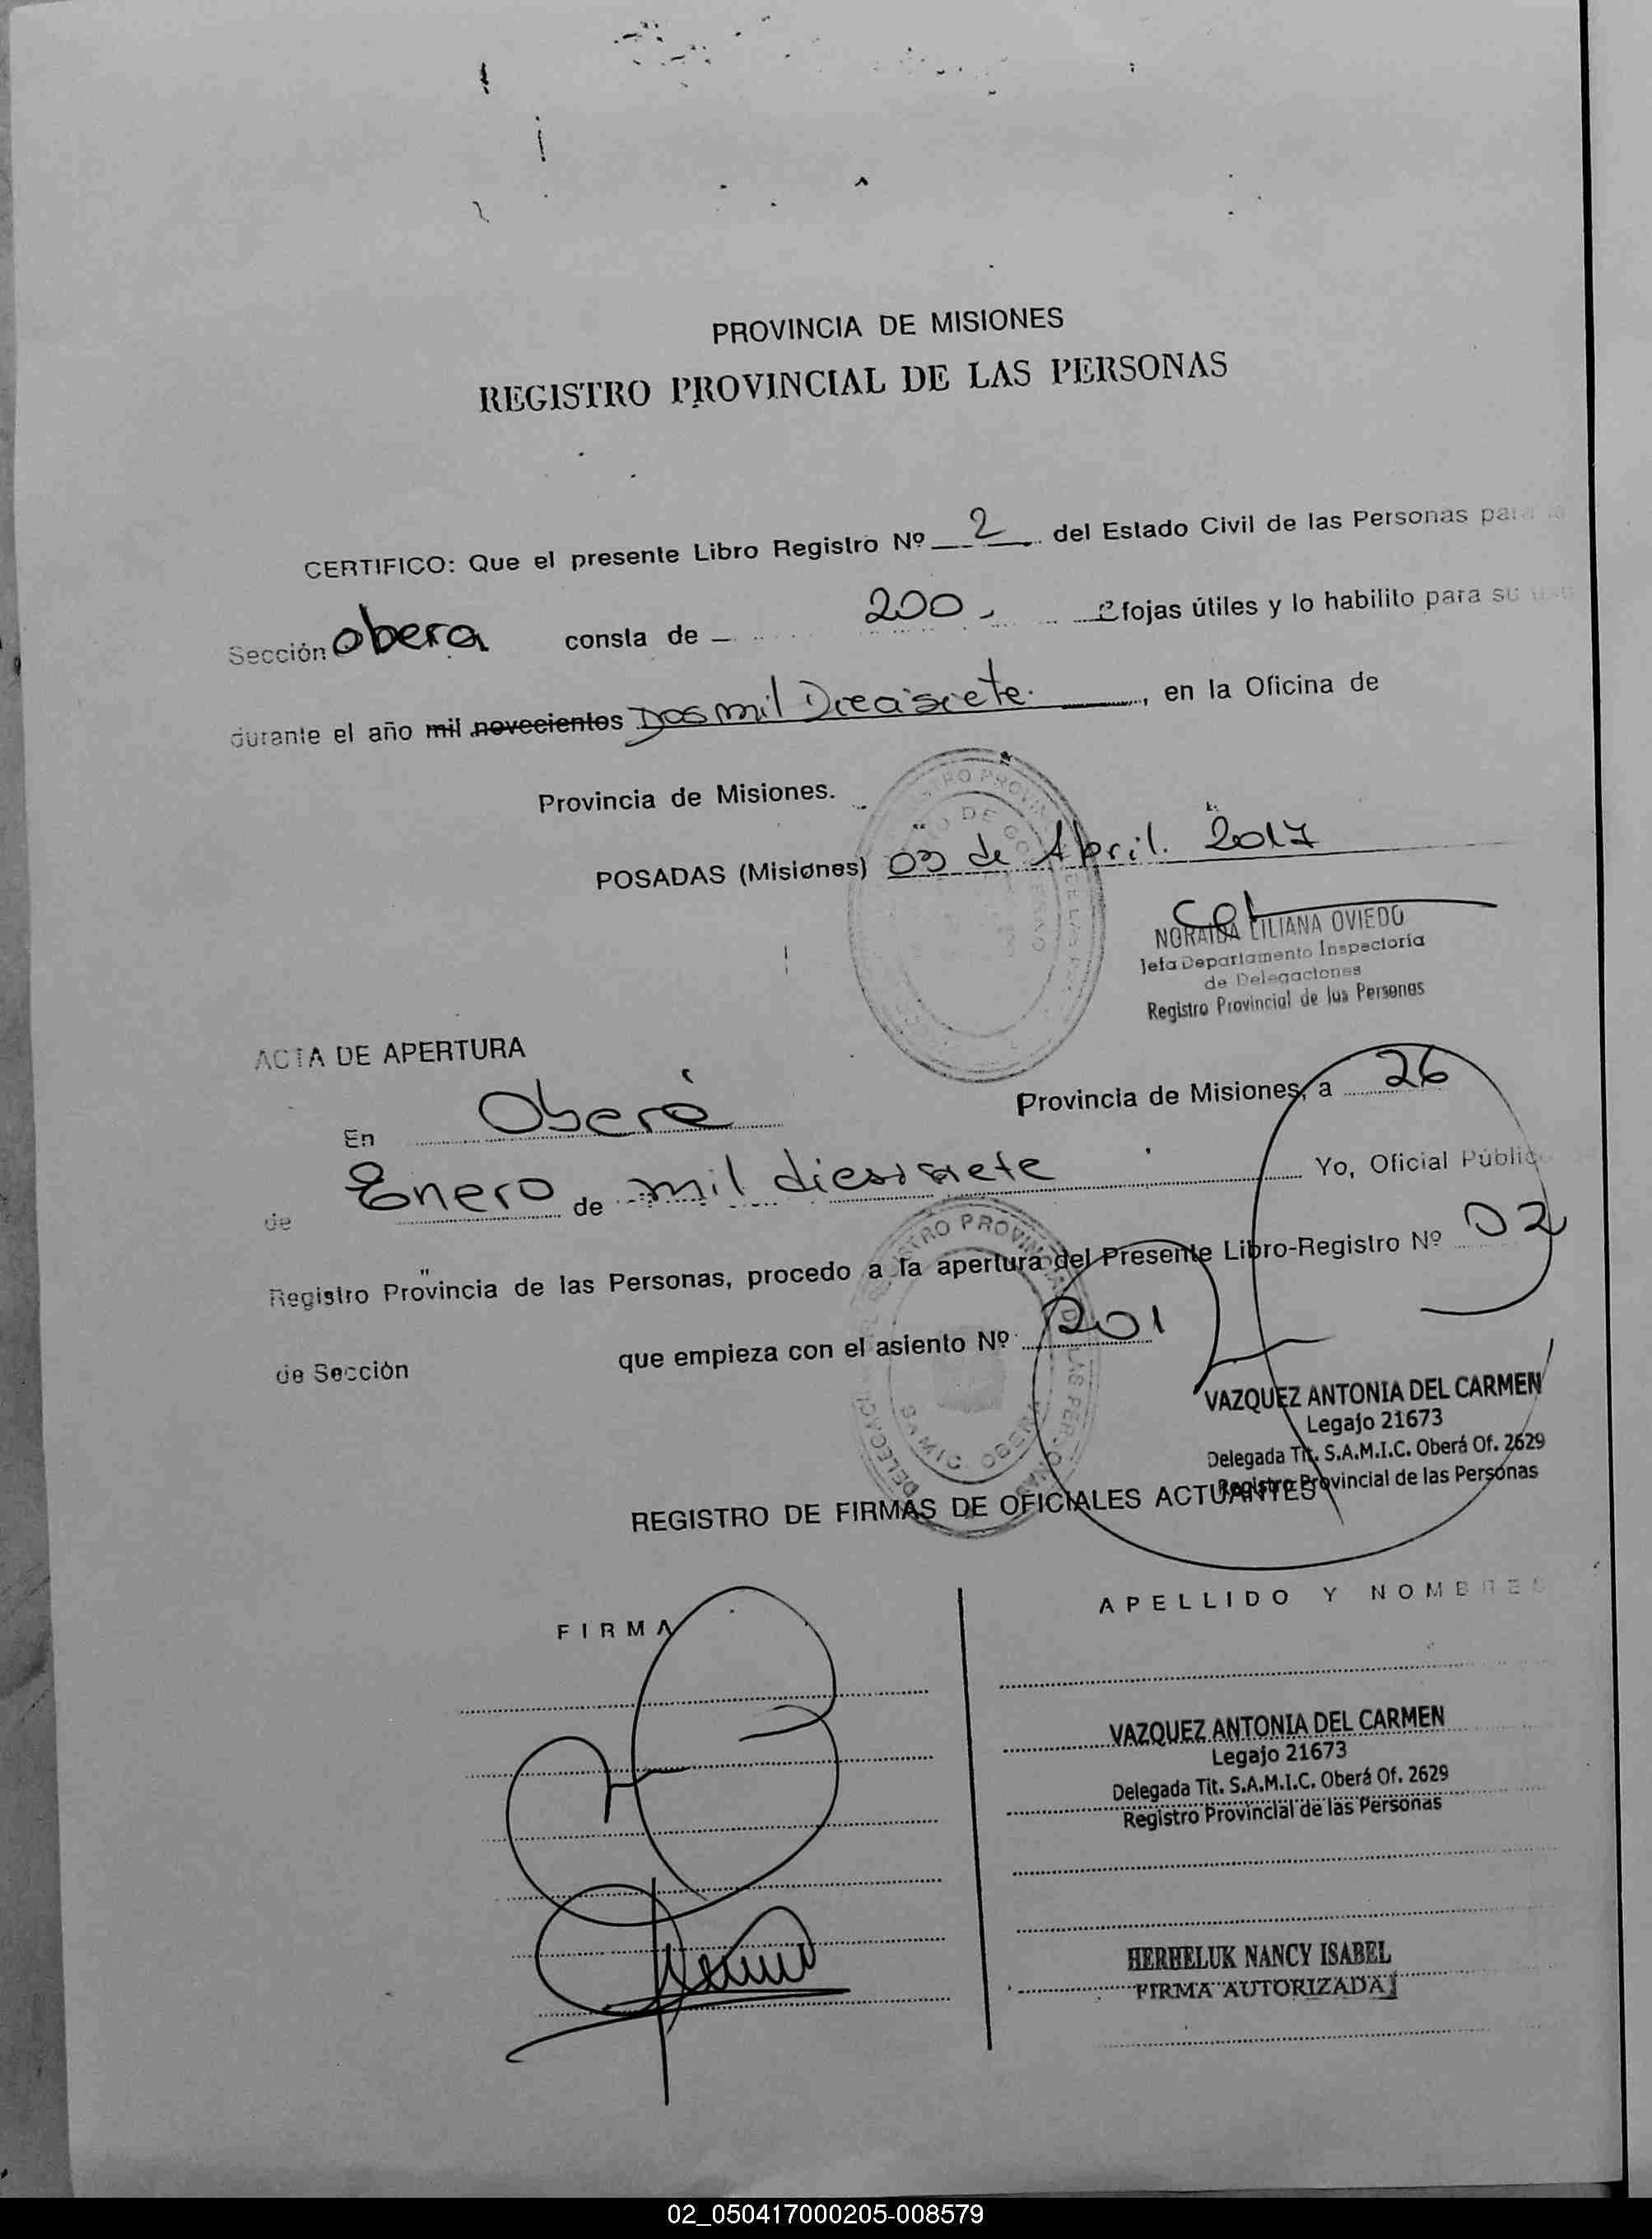 PROVINCIA DE MISIONES
REGISTRO PROVINCIAL DE LAS PERSONAS
CERTIFICO: Que el presente Libro Registro Nº 2 del Estado Civil de las Personas para la
Sección obera consta de 200 fojas útiles y lo habilito para su uso
durante el año mil novecientos Dos mil Diecisiete, en la Oficina de
Provincia de Misiones.
POSADAS (Misiones) 03 de Abril. 2017
NORAIDA LILIANA OVIEDO
Jefa Departamento Inspectoría
de Delegaciones
Registro Provincial de las Personas
ACTA DE APERTURA
En Oberá Provincia de Misiones, a 26
de Enero de mil diesisiete Yo, Oficial Público
Registro Provincia de las Personas, procedo a la apertura del Presente Libro-Registro Nº 02
de Sección que empieza con el asiento Nº 201
VAZQUEZ ANTONIA DEL CARMEN
Legajo 21673
Delegada Tit. S.A.M.I.C. Oberá Of. 2629
Registro Provincial de las Personas
REGISTRO DE FIRMAS DE OFICIALES ACTUANTES
FIRMA APELLIDO Y NOMBRES
VAZQUEZ ANTONIA DEL CARMEN
Legajo 21673
Delegada Tit. S.A.M.I.C. Oberá Of. 2629
Registro Provincial de las Personas
HERHELUK NANCY ISABEL
FIRMA AUTORIZADA
02_050417000205-008579